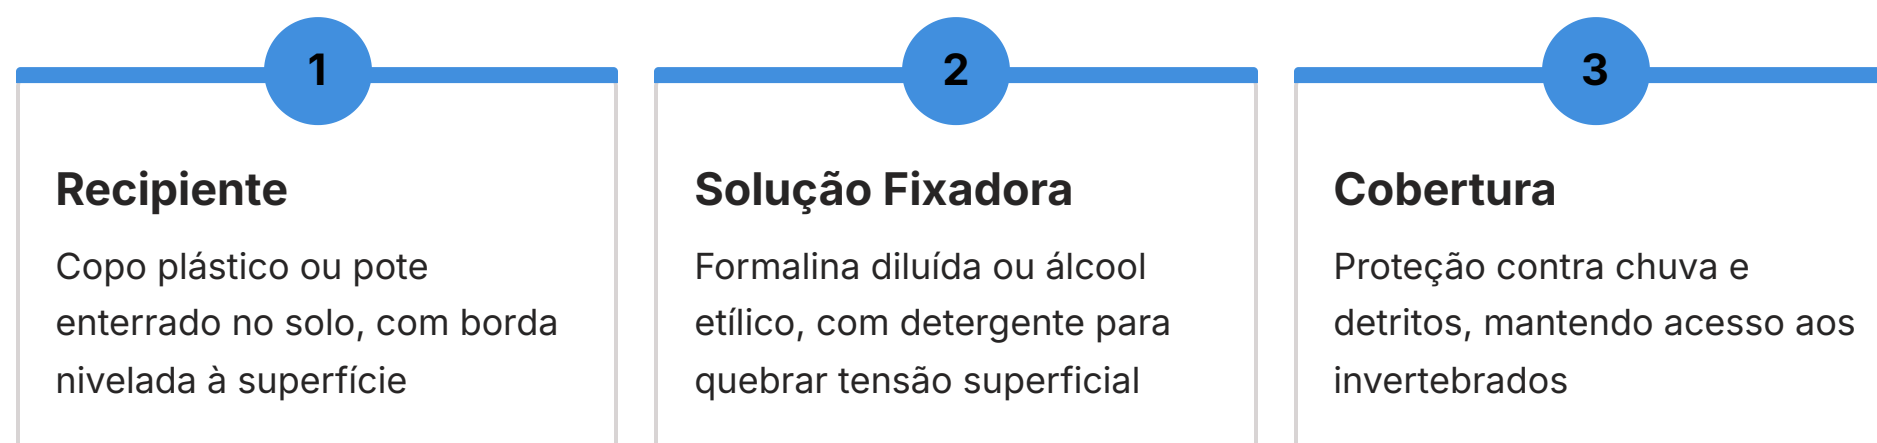 1
Recipiente
Copo plástico ou pote
enterrado no solo, com borda
nivelada à superfície
2
Solução Fixadora
Formalina diluída ou álcool
etílico, com detergente para
quebrar tensão superficial
3
Cobertura
Proteção contra chuva e
detritos, mantendo acesso aos
invertebrados